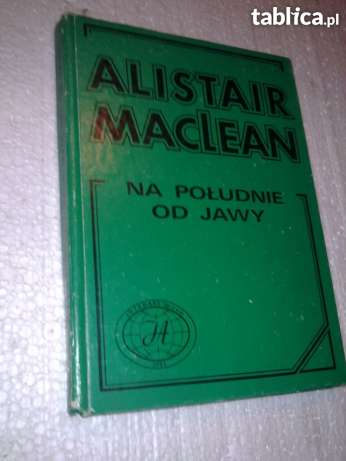 tablica.pl
ALISTAIR
MACLEAN
NA POŁUDNIE
OD JAWY
H